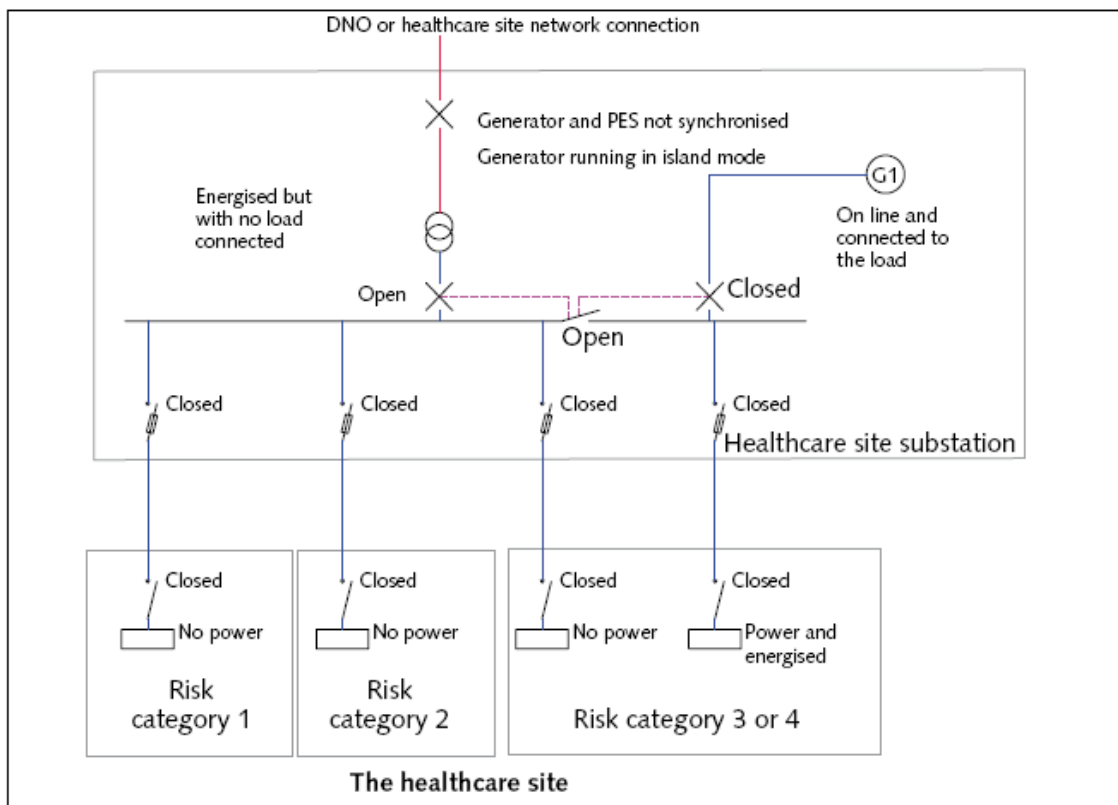 DNO or healthcare site network connection
Generator and PES not synchronised
Generator running in island mode
G1
Energised but
with no load
connected
On line and
connected to
the load
Open
Closed
Open
Closed
Closed
Closed
Closed
Healthcare site substation
Closed
Closed
Closed
Closed
No power
No power
No power
Power and
energised
Risk
category 1
Risk
category 2
Risk category 3 or 4
The healthcare site